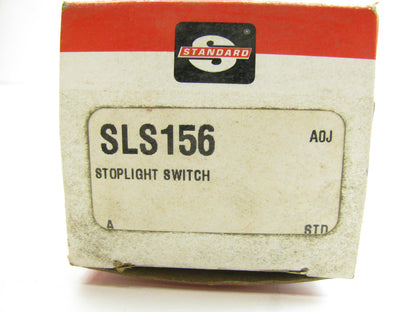 S
STANDARD
®
SLS156 AOJ
STOPLIGHT SWITCH
A STD